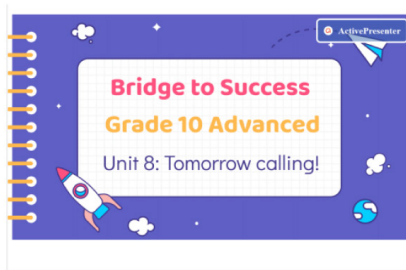 ActivePresenter
Bridge to Success
Grade 10 Advanced
Unit 8: Tomorrow calling!